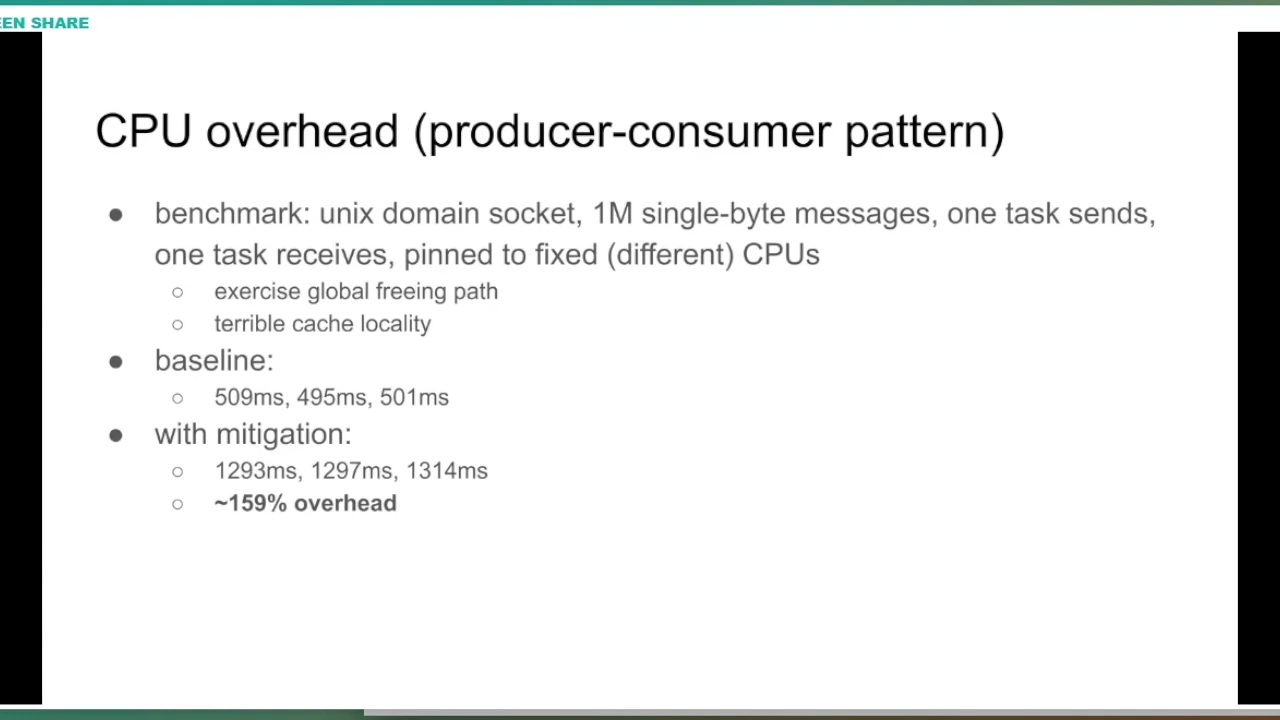 EEN SHARE
CPU overhead (producer-consumer pattern)
● benchmark: unix domain socket, 1M single-byte messages, one task sends,
one task receives, pinned to fixed (different) CPUs
○ exercise global freeing path
○ terrible cache locality
● baseline:
○ 509ms, 495ms, 501ms
● with mitigation:
○ 1293ms, 1297ms, 1314ms
○ ~159% overhead